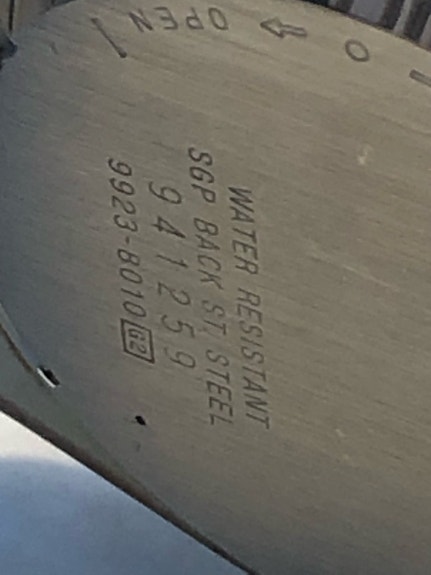 WATER RESISTANT
SGP BACK ST. STEEL
941259
9923-8010 G2
OPEN